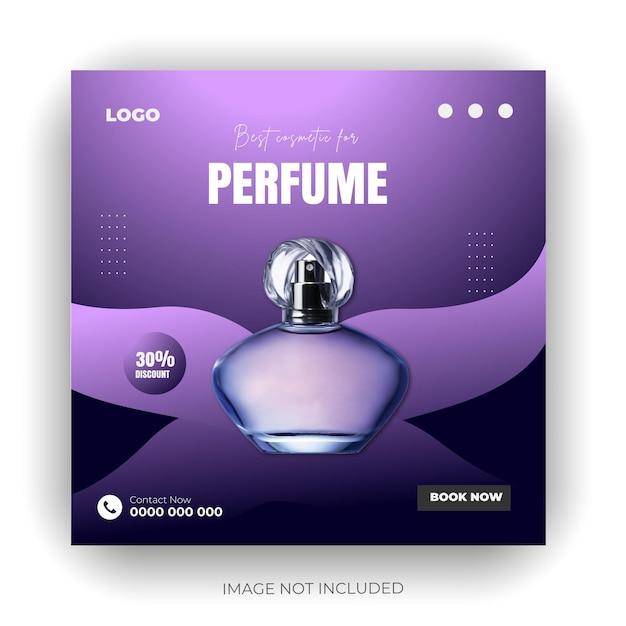 LOGO
Best cosmetic for
PERFUME
30%
DISCOUNT
Contact Now
0000 000 000
BOOK NOW
IMAGE NOT INCLUDED